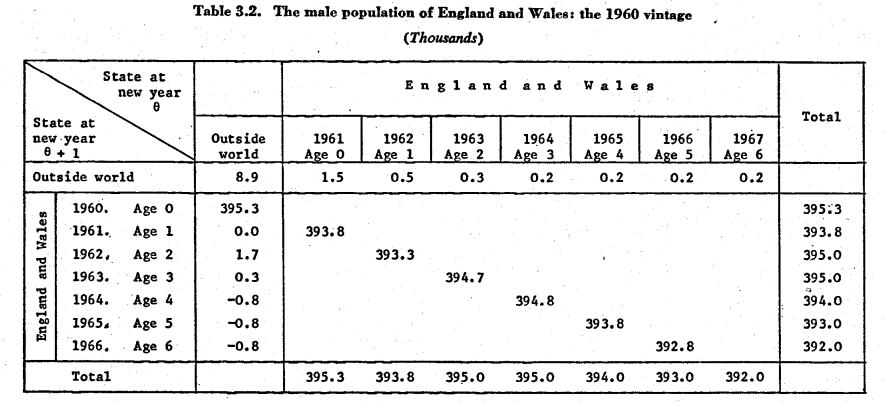 Table 3.2. The male population of England and Wales: the 1960 vintage
(Thousands)
State at new year θ
State at new year θ + 1
Outside world
England and Wales
1961 Age 0
1962 Age 1
1963 Age 2
1964 Age 3
1965 Age 4
1966 Age 5
1967 Age 6
Total
Outside world 8.9 1.5 0.5 0.3 0.2 0.2 0.2 0.2
England and Wales
1960. Age 0 395.3 395.3
1961. Age 1 0.0 393.8 393.8
1962. Age 2 1.7 393.3 395.0
1963. Age 3 0.3 394.7 395.0
1964. Age 4 -0.8 394.8 394.0
1965. Age 5 -0.8 393.8 393.0
1966. Age 6 -0.8 392.8 392.0
Total 395.3 393.8 395.0 395.0 394.0 393.0 392.0